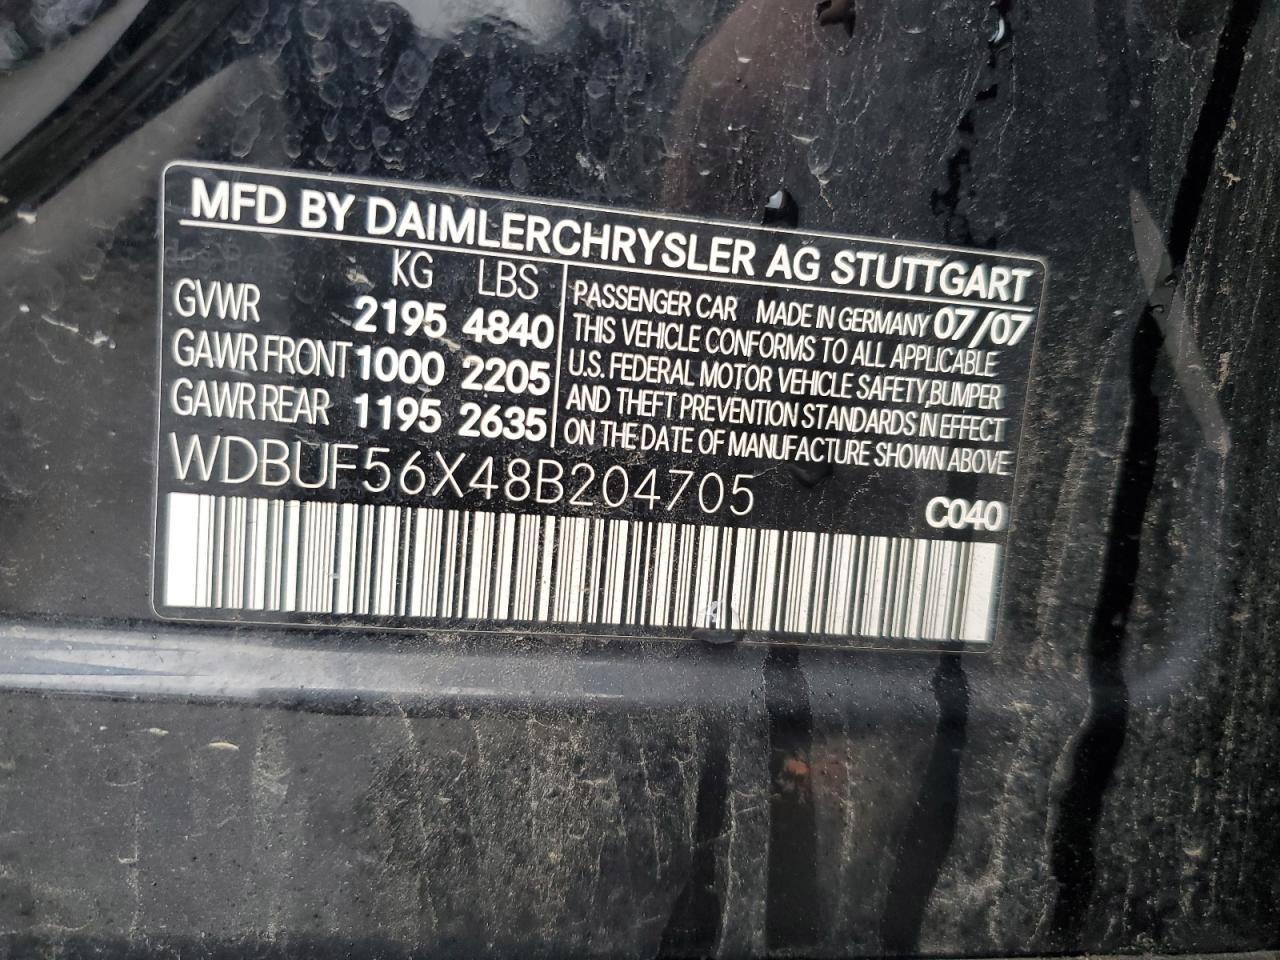 MFD BY DAIMLERCHRYSLER AG STUTTGART
KG LBS
GVWR 2195 4840
GAWR FRONT 1000 2205
GAWR REAR 1195 2635
PASSENGER CAR MADE IN GERMANY 07/07
THIS VEHICLE CONFORMS TO ALL APPLICABLE
U.S. FEDERAL MOTOR VEHICLE SAFETY, BUMPER
AND THEFT PREVENTION STANDARDS IN EFFECT
ON THE DATE OF MANUFACTURE SHOWN ABOVE
WDBUF56X48B204705
C040